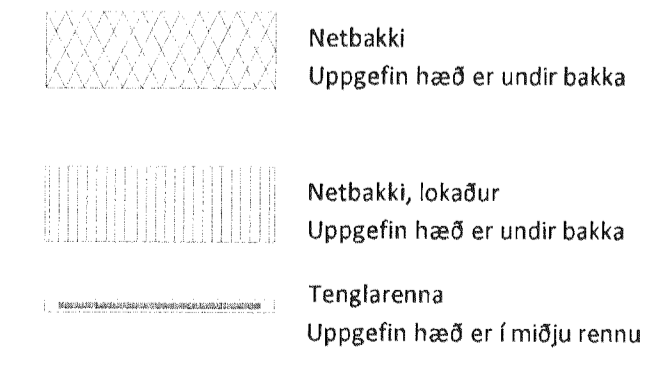 Netbakki
Uppgefin hæð er undir bakka
Netbakki, lokaður
Uppgefin hæð er undir bakka
Tenglarenna
Uppgefin hæð er í miðju rennu